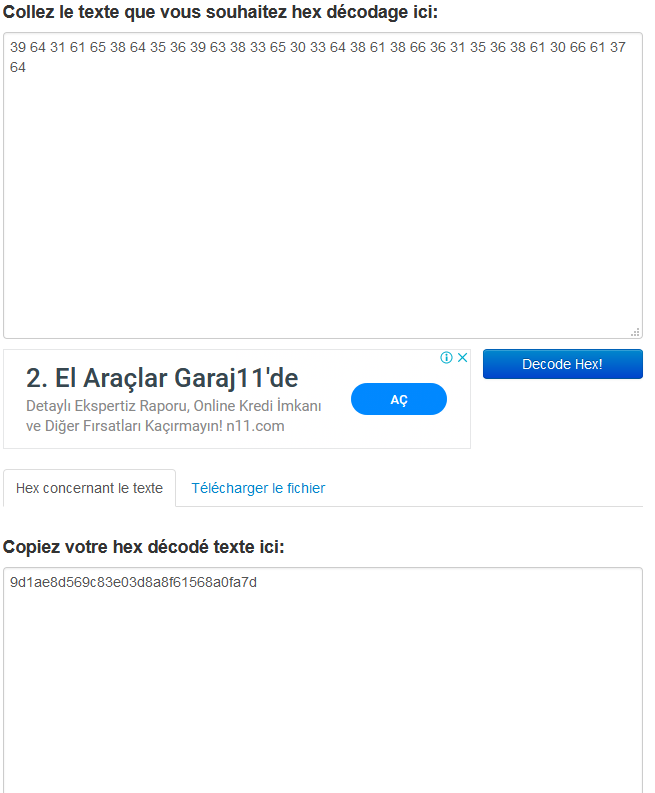 Collez le texte que vous souhaitez hex décodage ici:
39 64 31 61 65 38 64 35 36 39 63 38 33 65 30 33 64 38 61 38 66 36 31 35 36 38 61 30 66 61 37
64
2. El Araçlar Garaj11'de
Detaylı Ekspertiz Raporu, Online Kredi İmkanı
ve Diğer Fırsatları Kaçırmayın! n11.com
AÇ
Decode Hex!
Hex concernant le texte
Télécharger le fichier
Copiez votre hex décodé texte ici:
9d1ae8d569c83e03d8a8f61568a0fa7d